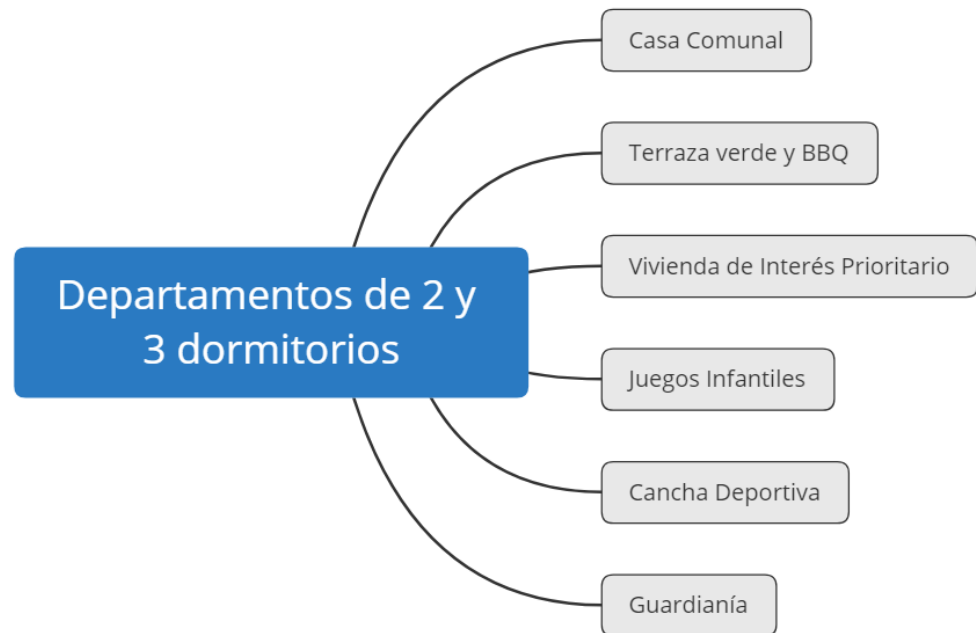 Casa Comunal
Terraza verde y BBQ
Departamentos de 2 y
3 dormitorios
Vivienda de Interés Prioritario
Juegos Infantiles
Cancha Deportiva
Guardianía